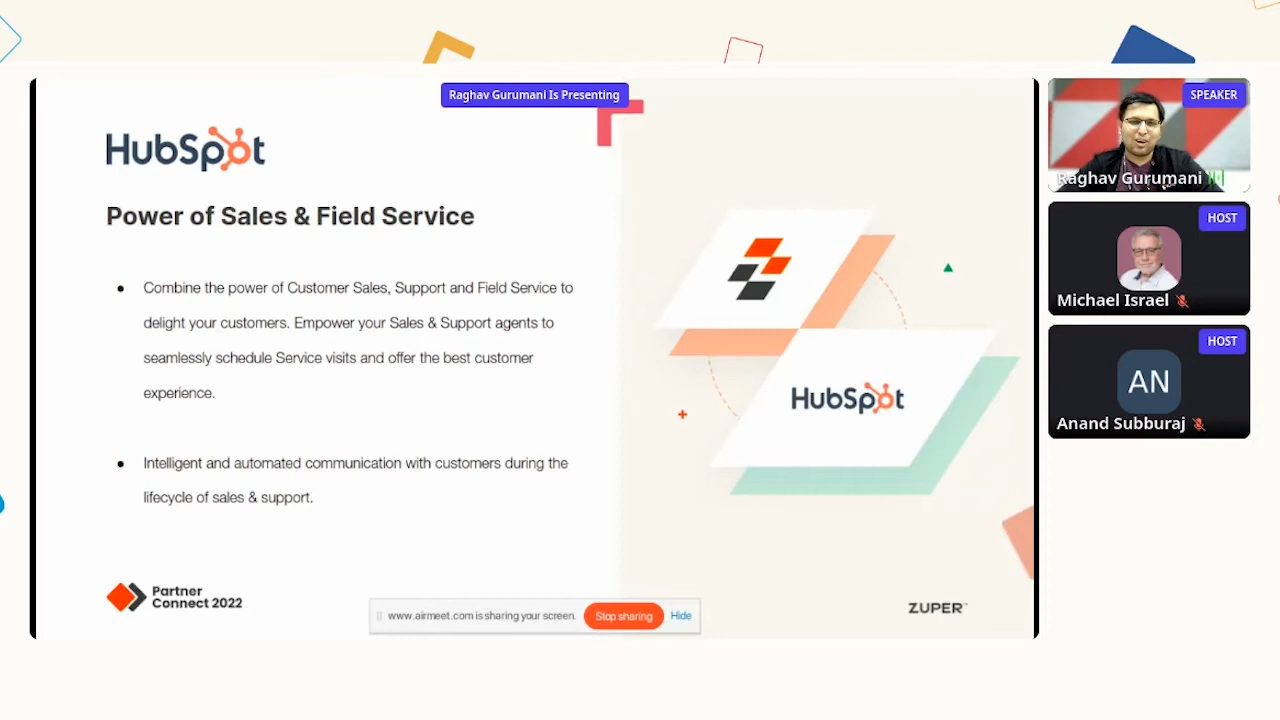 Raghav Gurumani Is Presenting
HubSpot
Power of Sales & Field Service
● Combine the power of Customer Sales, Support and Field Service to
delight your customers. Empower your Sales & Support agents to
seamlessly schedule Service visits and offer the best customer
experience.
● Intelligent and automated communication with customers during the
lifecycle of sales & support.
HubSpot
Partner
Connect 2022
www.airmeet.com is sharing your screen. Stop sharing Hide
ZUPER
SPEAKER
Raghav Gurumani
HOST
Michael Israel
HOST
AN
Anand Subburaj